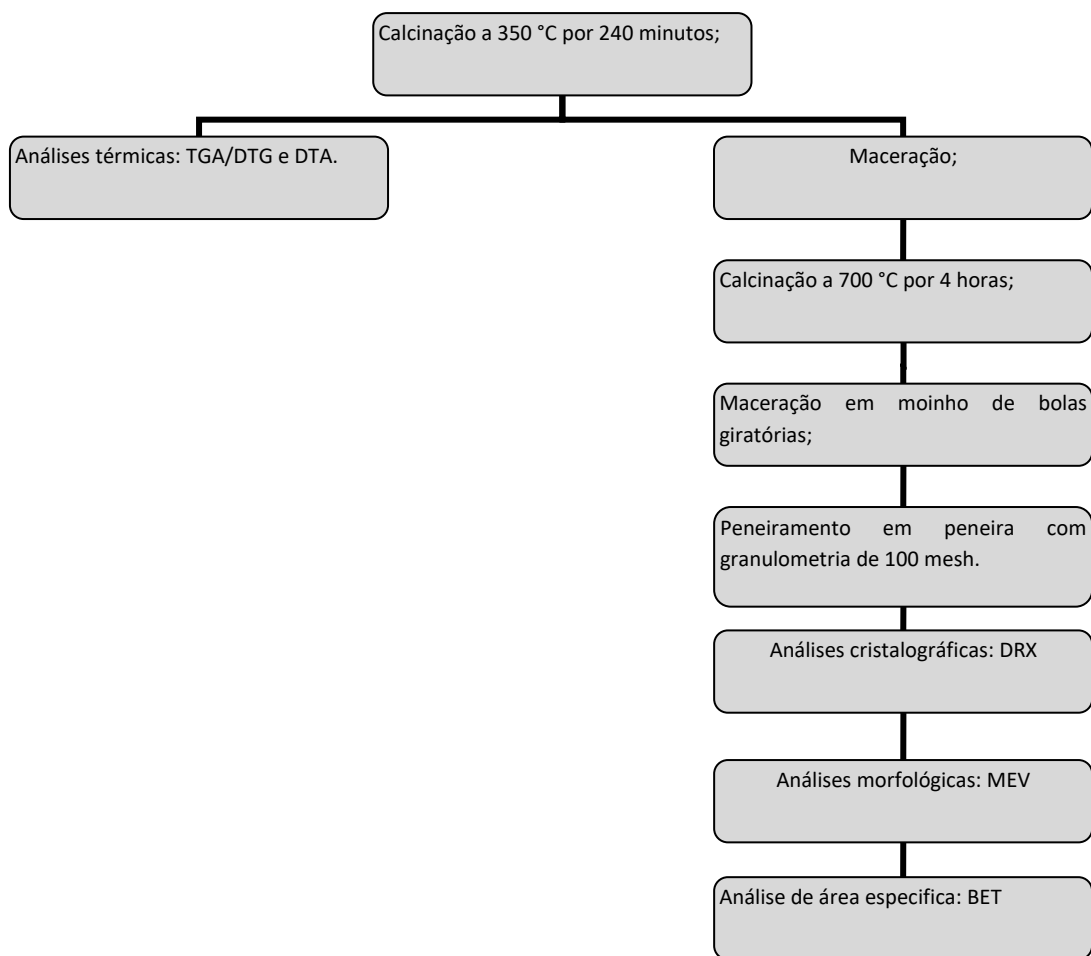 Calcinação a 350 °C por 240 minutos;
Análises térmicas: TGA/DTG e DTA.
Maceração;
Calcinação a 700 °C por 4 horas;
Maceração em moinho de bolas
giratórias;
Peneiramento em peneira com
granulometria de 100 mesh.
Análises cristalográficas: DRX
Análises morfológicas: MEV
Análise de área especifica: BET